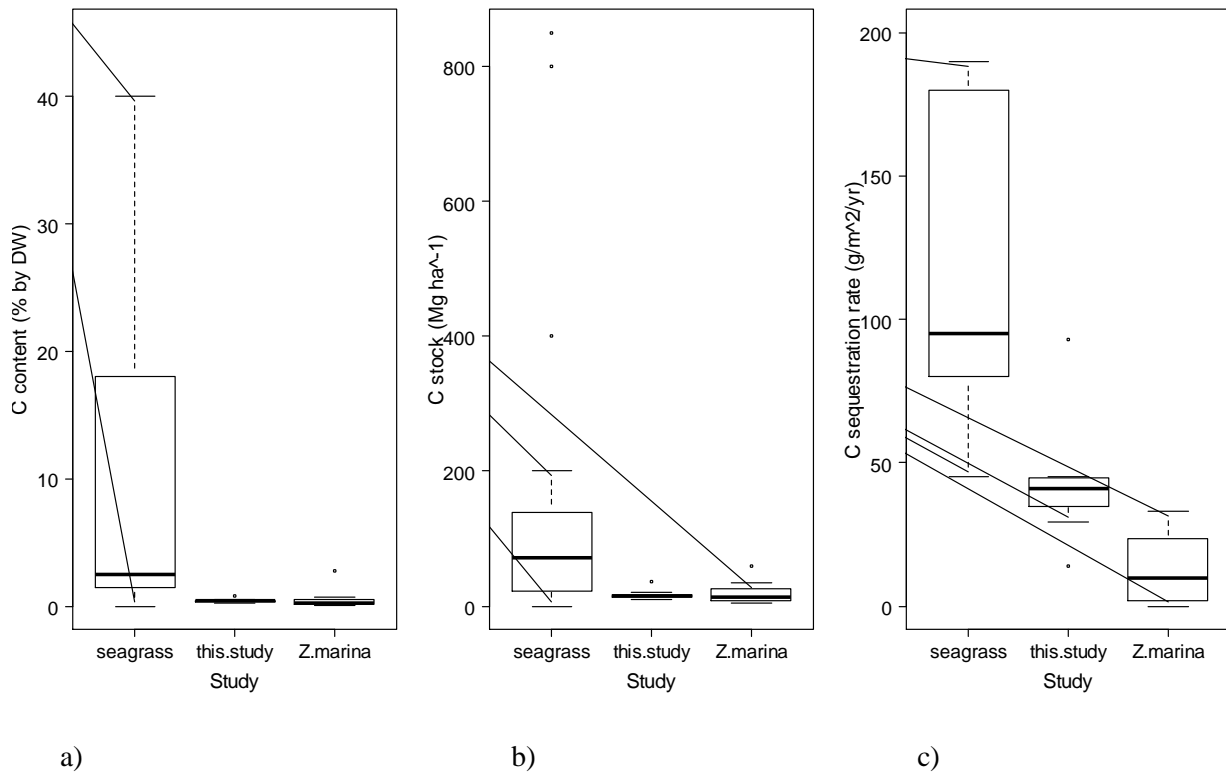 C content (% by DW)
0
10
20
30
40
seagrass
this.study
Z.marina
Study
a)
C stock (Mg ha^-1)
0
200
400
600
800
seagrass
this.study
Z.marina
Study
b)
C sequestration rate (g/m^2/yr)
0
50
100
150
200
seagrass
this.study
Z.marina
Study
c)